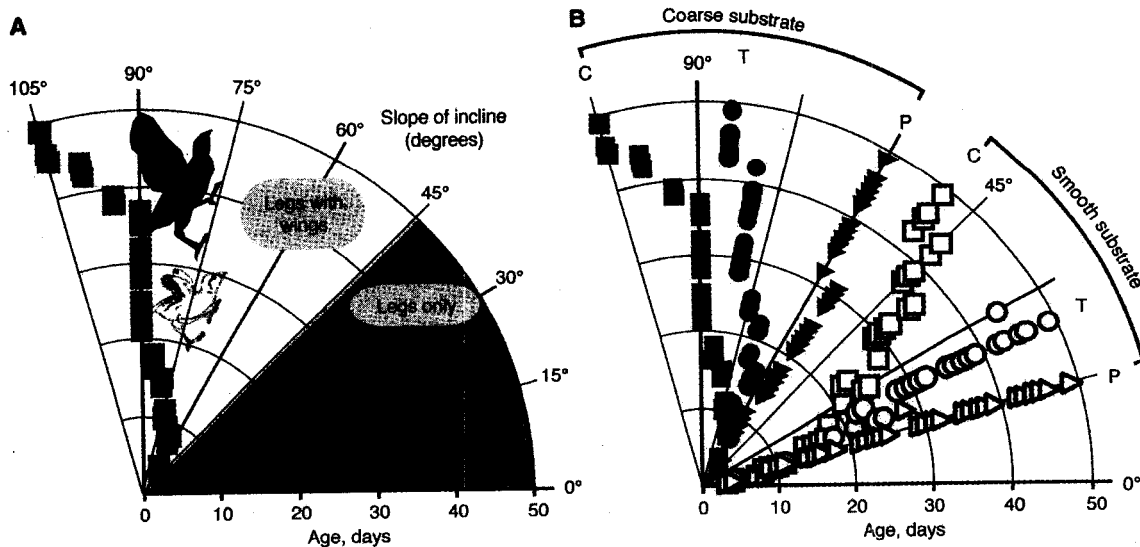 A
105°
90°
75°
60°
45°
30°
15°
0°
Slope of incline
(degrees)
Legs with
wings
Legs only
0 10 20 30 40 50
Age, days
B
Coarse substrate
C
T
P
90°
C
45°
Smooth substrate
T
P
0°
0 10 20 30 40 50
Age, days